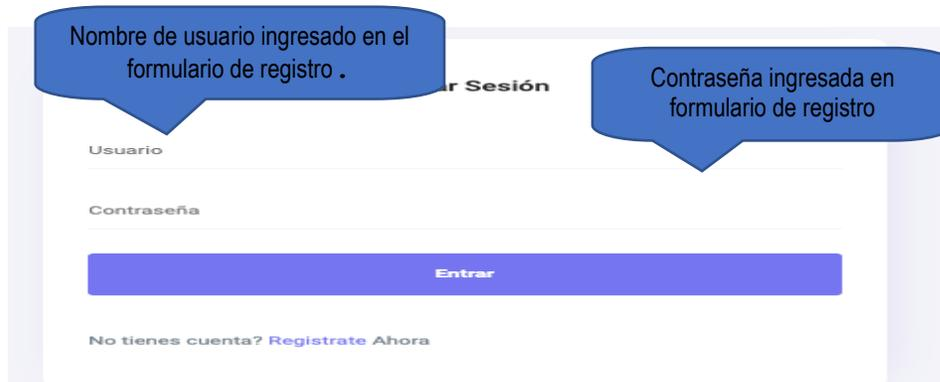 Nombre de usuario ingresado en el
formulario de registro .
ar Sesión
Contraseña ingresada en
formulario de registro
Usuario
Contraseña
Entrar
No tienes cuenta? Registrate Ahora